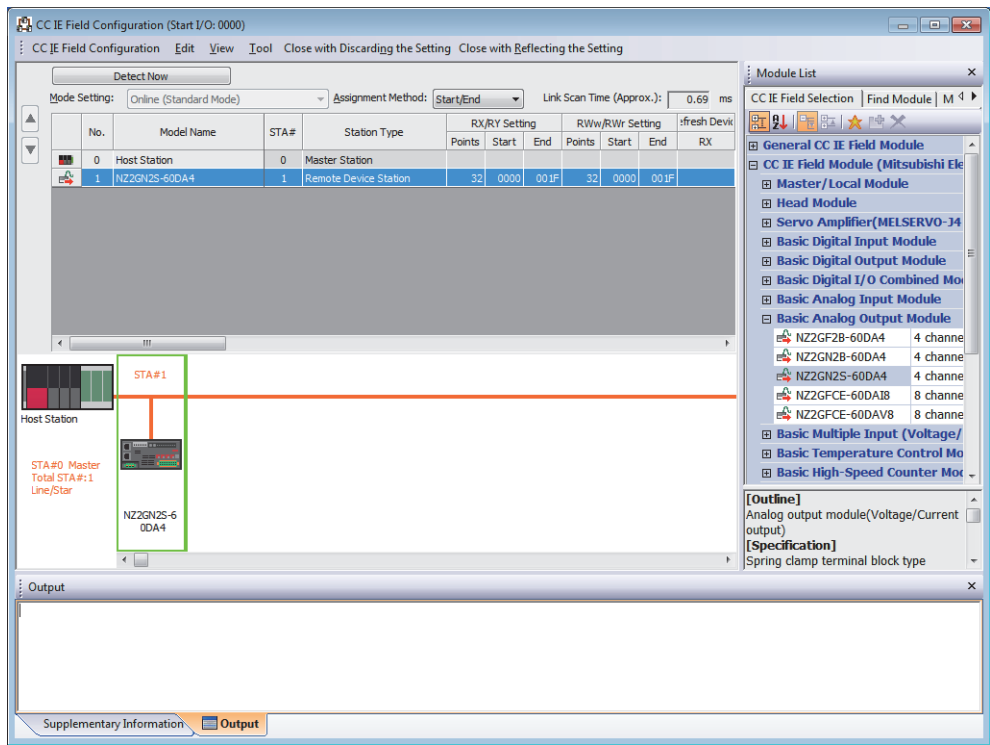 CC IE Field Configuration (Start I/O: 0000)
CC IE Field Configuration Edit View Tool Close with Discarding the Setting Close with Reflecting the Setting
Detect Now
Mode Setting: Online (Standard Mode) Assignment Method: Start/End Link Scan Time (Approx.): 0.69 ms
No. Model Name STA# Station Type RX/RY Setting RWw/RWr Setting
Points Start End Points Start End RX
0 Host Station 0 Master Station
1 NZ2GN2S-60DA4 1 Remote Device Station 32 0000 001F 32 0000 001F
STA#1
Host Station
STA#0 Master
Total STA#:1
Line/Star
NZ2GN2S-6
0DA4
Module List
CC IE Field Selection Find Module M
General CC IE Field Module
CC IE Field Module (Mitsubishi Ele
Master/Local Module
Head Module
Servo Amplifier(MELSERVO-J4
Basic Digital Input Module
Basic Digital Output Module
Basic Digital I/O Combined Mo
Basic Analog Input Module
Basic Analog Output Module
NZ2GF2B-60DA4 4 channe
NZ2GN2B-60DA4 4 channe
NZ2GN2S-60DA4 4 channe
NZ2GFCE-60DAI8 8 channe
NZ2GFCE-60DAV8 8 channe
Basic Multiple Input (Voltage/
Basic Temperature Control Mo
Basic High-Speed Counter Mo
[Outline]
Analog output module(Voltage/Current
output)
[Specification]
Spring clamp terminal block type
Output
Supplementary Information Output